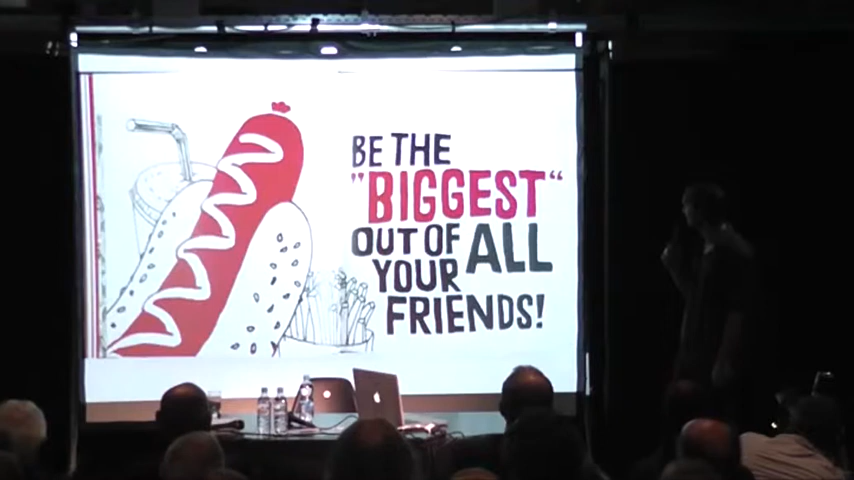 BE THE
"BIGGEST“
OUT OF ALL
YOUR
FRIENDS!